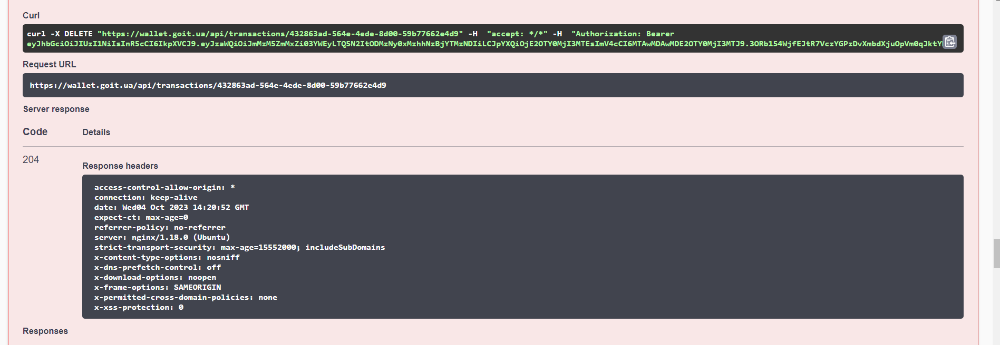 Curl
curl -X DELETE "https://wallet.goit.ua/api/transactions/432863ad-564e-4ede-8d00-59b77662e4d9" -H  "accept: */*" -H  "Authorization: Bearer
eyJhbGciOiJIUzI1NiIsInR5cCI6IkpXVCJ9.eyJzaWQiOiJmMzM5ZmMxZi03YWEyLTQ5N2ItODMzNy0xMzhhNzBjYTMzNDIiLCJpYXQiOjE2OTY0MjI3MTEsImV4cCI6MTAwMDAwMDE2OTY0MjI3MTJ9.3ORb154WjfEJtR7VczYGPzDvXmbdXjuOpVm0qJktY
Request URL
https://wallet.goit.ua/api/transactions/432863ad-564e-4ede-8d00-59b77662e4d9
Server response
Code Details
204
Response headers
access-control-allow-origin: *
connection: keep-alive
date: Wed04 Oct 2023 14:20:52 GMT
expect-ct: max-age=0
referrer-policy: no-referrer
server: nginx/1.18.0 (Ubuntu)
strict-transport-security: max-age=15552000; includeSubDomains
x-content-type-options: nosniff
x-dns-prefetch-control: off
x-download-options: noopen
x-frame-options: SAMEORIGIN
x-permitted-cross-domain-policies: none
x-xss-protection: 0
Responses